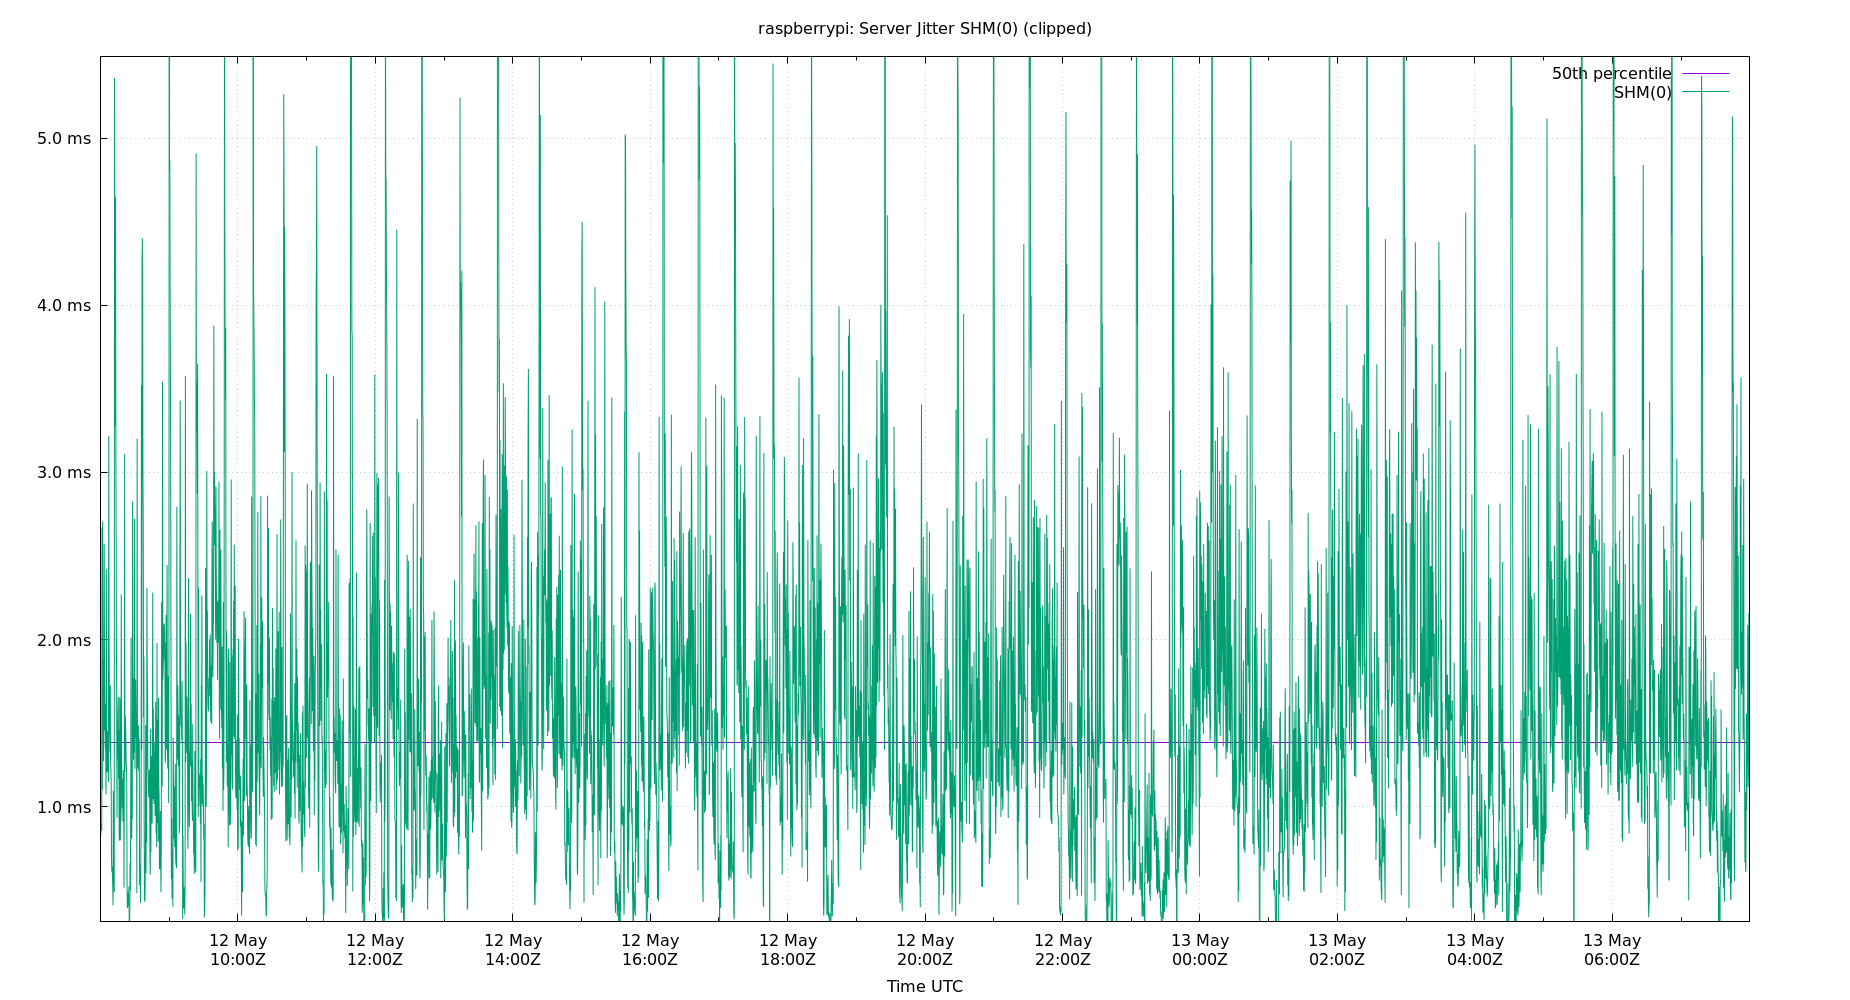 raspberrypi: Server Jitter SHM(0) (clipped)
50th percentile
SHM(0)
5.0 ms
4.0 ms
3.0 ms
2.0 ms
1.0 ms
12 May 12 May 12 May 12 May 12 May 12 May 12 May 13 May 13 May 13 May 13 May
10:00Z 12:00Z 14:00Z 16:00Z 18:00Z 20:00Z 22:00Z 00:00Z 02:00Z 04:00Z 06:00Z
Time UTC